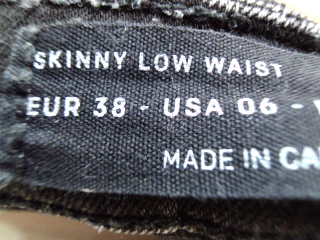 SKINNY LOW WAIST
EUR 38 - USA 06 -
MADE IN